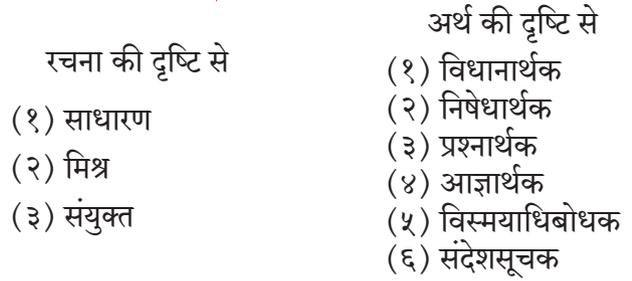 रचना की दृष्टि से
(१) साधारण
(२) मिश्र
(३) संयुक्त
अर्थ की दृष्टि से
(१) विधानार्थक
(२) निषेधार्थक
(३) प्रश्नार्थक
(४) आज्ञार्थक
(५) विस्मयाधिबोधक
(६) संदेशसूचक